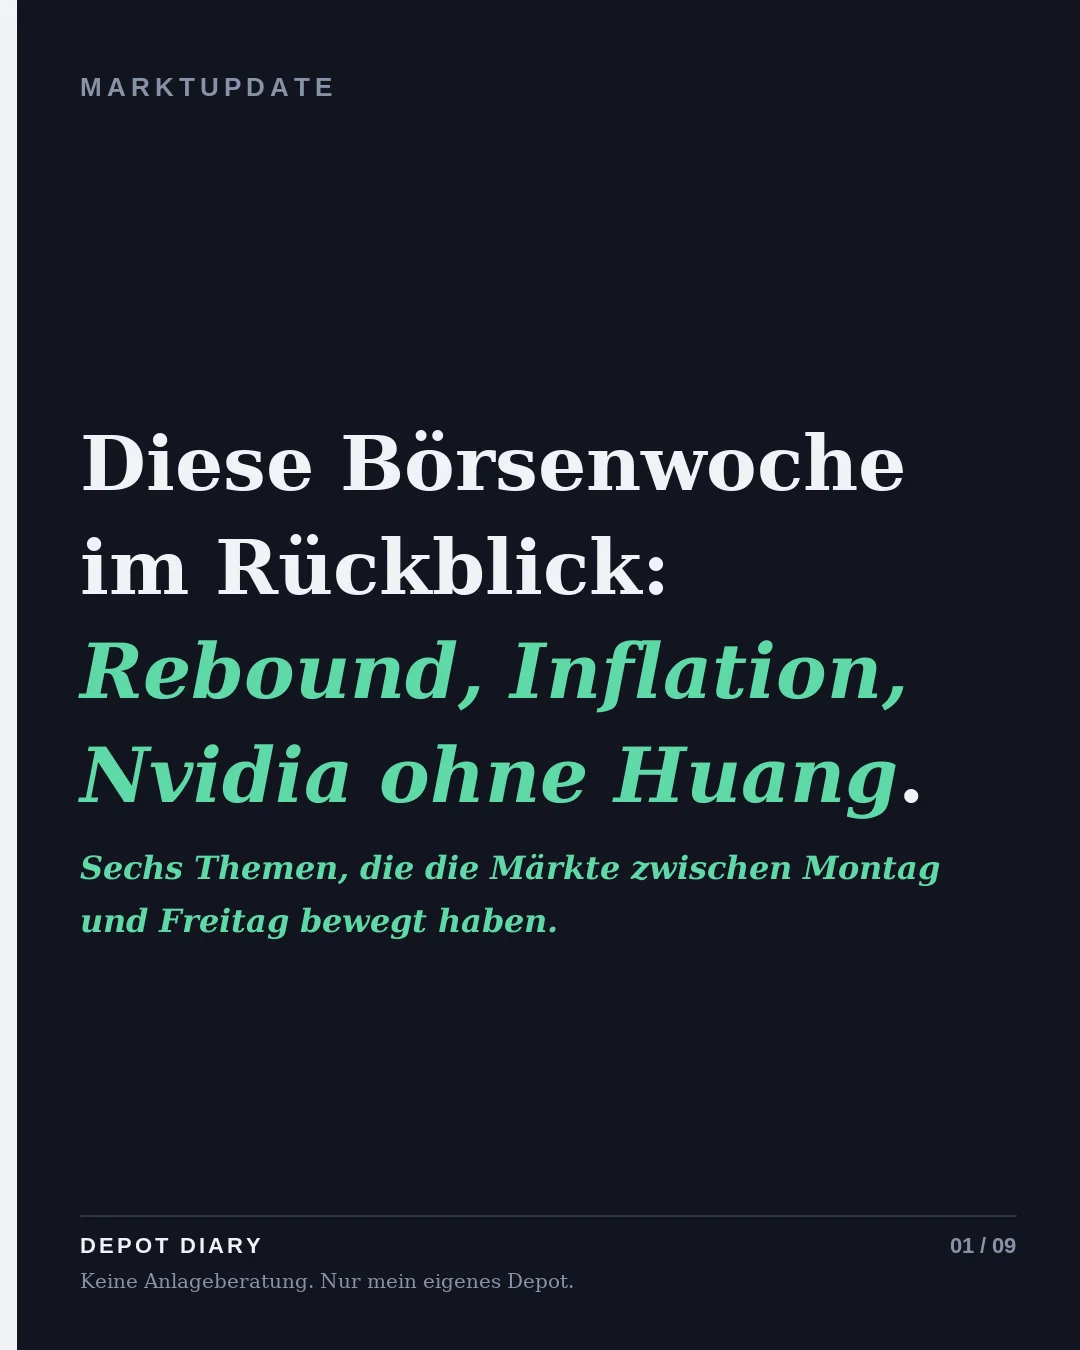 MARKTUPDATE
Diese Börsenwoche
im Rückblick:
Rebound, Inflation,
Nvidia ohne Huang.
Sechs Themen, die die Märkte zwischen Montag
und Freitag bewegt haben.
DEPOT DIARY
01 / 09
Keine Anlageberatung. Nur mein eigenes Depot.